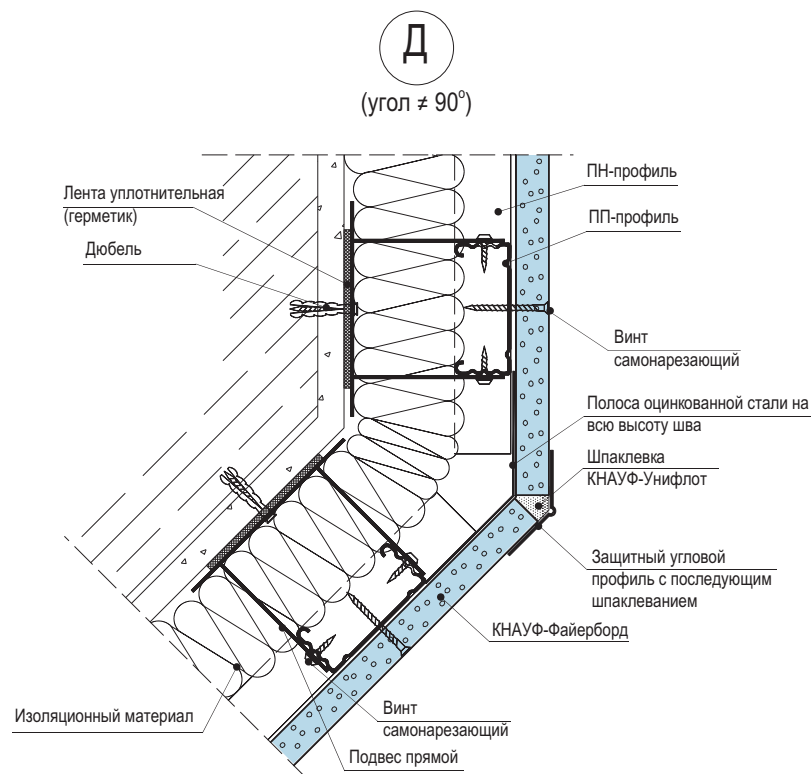 Д
(угол ≠ 90°)
Лента уплотнительная
(герметик)
Дюбель
ПН-профиль
ПП-профиль
Винт
самонарезающий
Полоса оцинкованной стали на
всю высоту шва
Шпаклевка
КНАУФ-Унифлот
Защитный угловой
профиль с последующим
шпаклеванием
КНАУФ-Файерборд
Изоляционный материал
Винт
самонарезающий
Подвес прямой